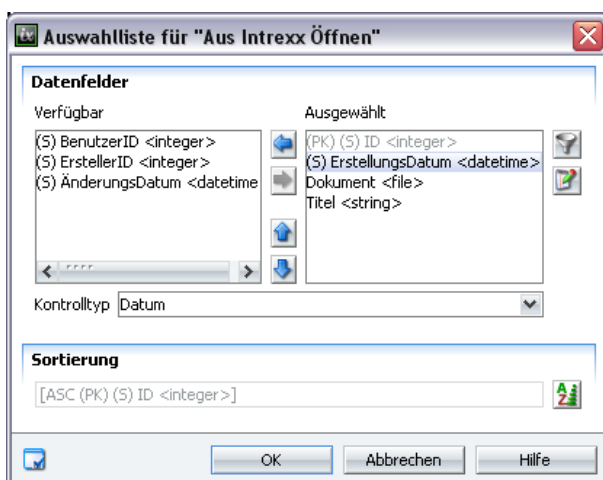 Auswahlliste für "Aus Intrexx Öffnen"
Datenfelder
Verfügbar
Ausgewählt
(S) BenutzerID <integer>
(S) ErstellerID <integer>
(S) ÄnderungsDatum <datetime
(PK) (S) ID <integer>
(S) ErstellungsDatum <datetime>
Dokument <file>
Titel <string>
Kontrolltyp Datum
Sortierung
[ASC (PK) (S) ID <integer>]
OK Abbrechen Hilfe